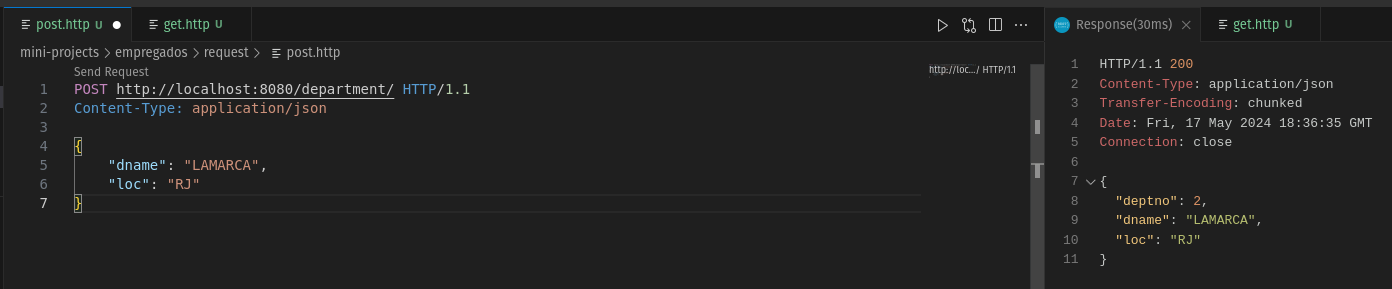 post.http U ● get.http U
mini-projects > empregados > request > post.http
Send Request
1 POST http://localhost:8080/department/ HTTP/1.1
2 Content-Type: application/json
3
4 {
5 "dname": "LAMARCA",
6 "loc": "RJ"
7 }
http://loc.../ HTTP/1.1
Response(30ms) × get.http U
1 HTTP/1.1 200
2 Content-Type: application/json
3 Transfer-Encoding: chunked
4 Date: Fri, 17 May 2024 18:36:35 GMT
5 Connection: close
6
7 {
8 "deptno": 2,
9 "dname": "LAMARCA",
10 "loc": "RJ"
11 }